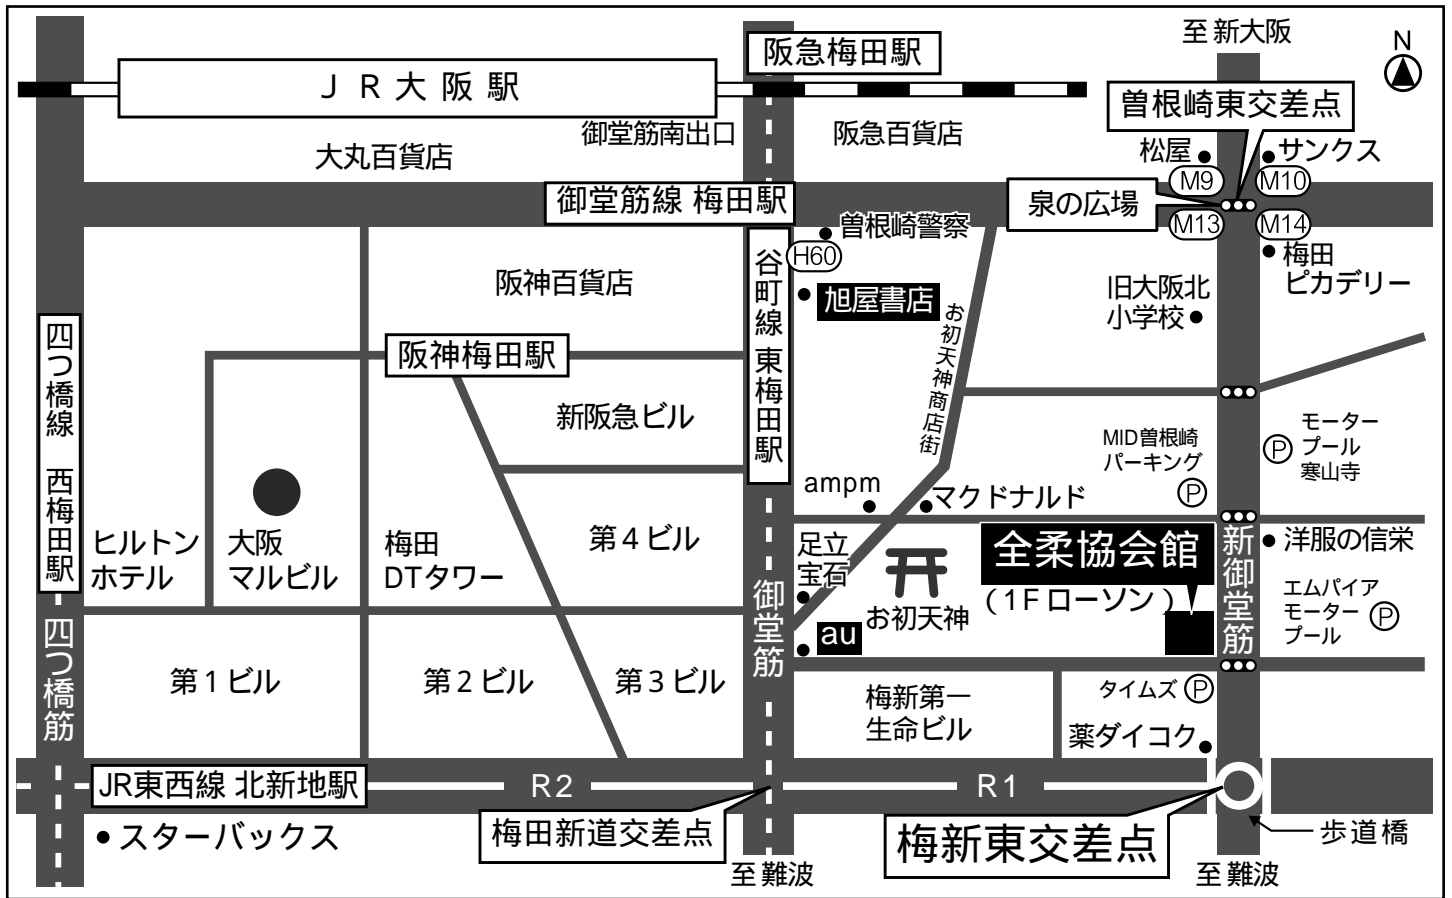 至 新大阪
N
阪急梅田駅
JR大阪駅
曽根崎東交差点
御堂筋南出口
阪急百貨店
大丸百貨店
松屋
サンクス
M9
M10
御堂筋線 梅田駅
泉の広場
M13
M14
曽根崎警察
H60
梅田
ピカデリー
阪神百貨店
谷町線 東梅田駅
旭屋書店
旧大阪北
小学校
お初天神商店街
四つ橋線 西梅田駅
阪神梅田駅
新阪急ビル
MID曽根崎
パーキング
P
モーター
プール
寒山寺
P
ampm
マクドナルド
ヒルトン
ホテル
大阪
マルビル
梅田
DTタワー
第4ビル
足立
宝石
全柔協会館
(1Fローソン)
新御堂筋
洋服の信栄
エムパイア
モーター
プール
P
お初天神
au
御堂筋
四つ橋筋
第1ビル
第2ビル
第3ビル
梅新第一
生命ビル
タイムズ
P
薬ダイコク
JR東西線 北新地駅
R2
R1
スターバックス
梅田新道交差点
梅新東交差点
歩道橋
至 難波
至 難波